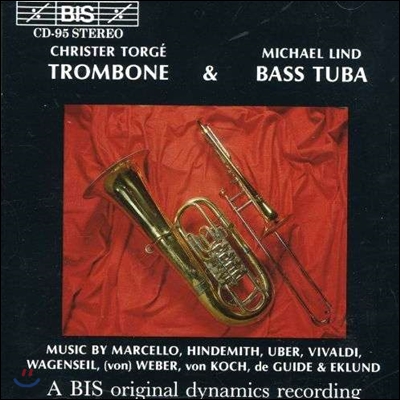 BIS
CD-95 STEREO
CHRISTER TORGÉ MICHAEL LIND
TROMBONE & BASS TUBA
MUSIC BY MARCELLO, HINDEMITH, UBER, VIVALDI,
WAGENSEIL, (von) WEBER, von KOCH, de GUIDE & EKLUND
A BIS original dynamics recording
YES24